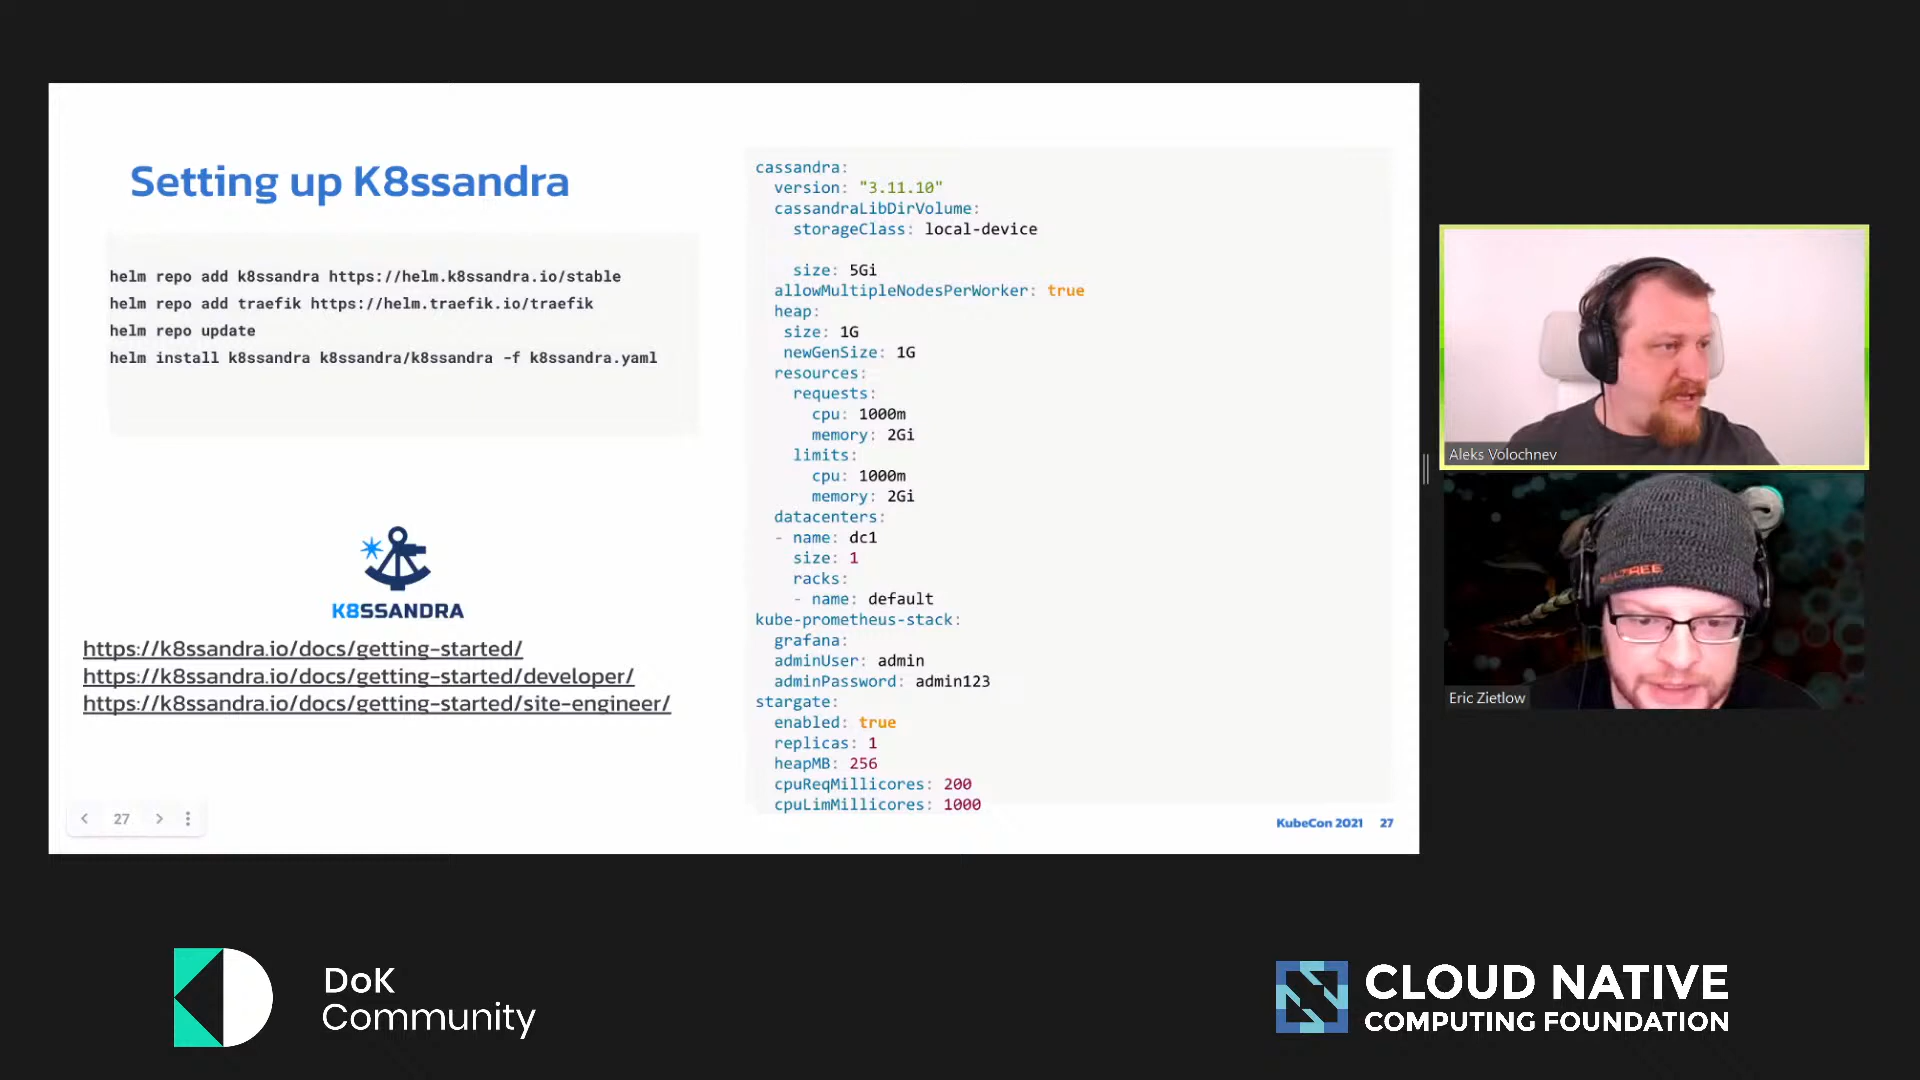 Setting up K8ssandra
helm repo add k8ssandra https://helm.k8ssandra.io/stable
helm repo add traefik https://helm.traefik.io/traefik
helm repo update
helm install k8ssandra k8ssandra/k8ssandra -f k8ssandra.yaml
K8SSANDRA
https://k8ssandra.io/docs/getting-started/
https://k8ssandra.io/docs/getting-started/developer/
https://k8ssandra.io/docs/getting-started/site-engineer/
27
cassandra:
  version: "3.11.10"
  cassandraLibDirVolume:
    storageClass: local-device
    size: 5Gi
  allowMultipleNodesPerWorker: true
  heap:
   size: 1G
   newGenSize: 1G
  resources:
    requests:
      cpu: 1000m
      memory: 2Gi
    limits:
      cpu: 1000m
      memory: 2Gi
  datacenters:
  - name: dc1
    size: 1
    racks:
    - name: default
kube-prometheus-stack:
  grafana:
  adminUser: admin
  adminPassword: admin123
stargate:
  enabled: true
  replicas: 1
  heapMB: 256
  cpuReqMillicores: 200
  cpuLimMillicores: 1000
KubeCon 2021 27
Aleks Volochnev
Eric Zietlow
DoK
Community
CLOUD NATIVE
COMPUTING FOUNDATION